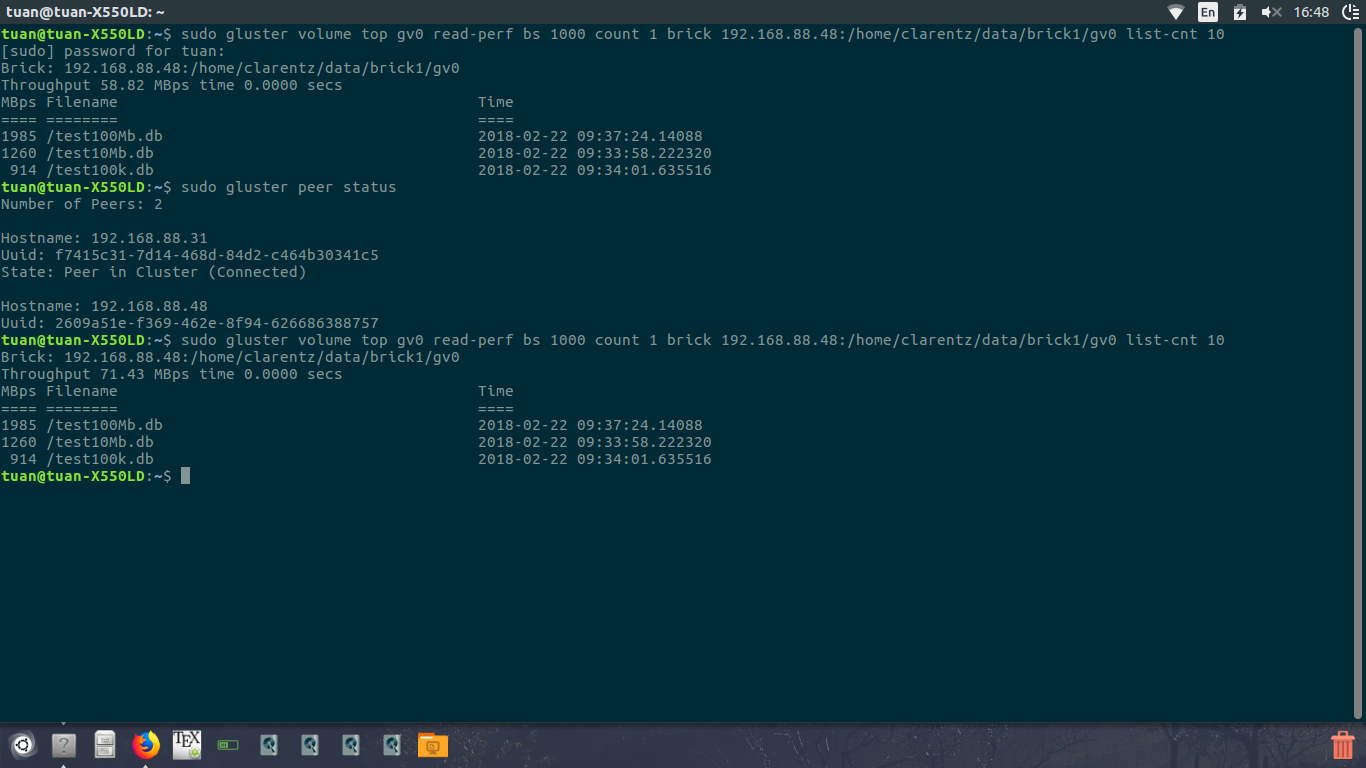 tuan@tuan-X550LD: ~ En 16:48
tuan@tuan-X550LD:~$ sudo gluster volume top gv0 read-perf bs 1000 count 1 brick 192.168.88.48:/home/clarentz/data/brick1/gv0 list-cnt 10
[sudo] password for tuan:
Brick: 192.168.88.48:/home/clarentz/data/brick1/gv0
Throughput 58.82 MBps time 0.0000 secs
MBps Filename Time
==== ======== ====
1985 /test100Mb.db 2018-02-22 09:37:24.14088
1260 /test10Mb.db 2018-02-22 09:33:58.222320
914 /test100k.db 2018-02-22 09:34:01.635516
tuan@tuan-X550LD:~$ sudo gluster peer status
Number of Peers: 2
Hostname: 192.168.88.31
Uuid: f7415c31-7d14-468d-84d2-c464b30341c5
State: Peer in Cluster (Connected)
Hostname: 192.168.88.48
Uuid: 2609a51e-f369-462e-8f94-626686388757
tuan@tuan-X550LD:~$ sudo gluster volume top gv0 read-perf bs 1000 count 1 brick 192.168.88.48:/home/clarentz/data/brick1/gv0 list-cnt 10
Brick: 192.168.88.48:/home/clarentz/data/brick1/gv0
Throughput 71.43 MBps time 0.0000 secs
MBps Filename Time
==== ======== ====
1985 /test100Mb.db 2018-02-22 09:37:24.14088
1260 /test10Mb.db 2018-02-22 09:33:58.222320
914 /test100k.db 2018-02-22 09:34:01.635516
tuan@tuan-X550LD:~$
? TEX